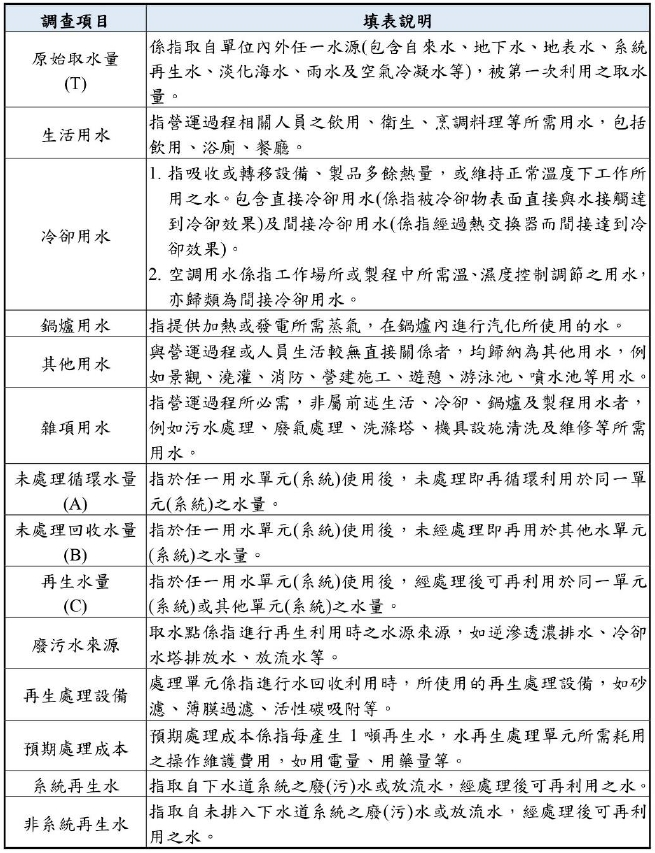 調查項目
填表說明
原始取水量
(T)
係指取自單位內外任一水源(包含自來水、地下水、地表水、系統
再生水、淡化海水、雨水及空氣冷凝水等)，被第一次利用之取水
量。
生活用水
指營運過程相關人員之飲用、衛生、烹調料理等所需用水，包括
飲用、浴廁、餐廳。
冷卻用水
1. 指吸收或轉移設備、製品多餘熱量，或維持正常溫度下工作所
用之水。包含直接冷卻用水(係指被冷卻物表面直接與水接觸達
到冷卻效果)及間接冷卻用水(係指經過熱交換器而間接達到冷
卻效果)。
2. 空調用水係指工作場所或製程中所需溫、濕度控制調節之用水，
亦歸類為間接冷卻用水。
鍋爐用水
指提供加熱或發電所需蒸氣，在鍋爐內進行汽化所使用的水。
其他用水
與營運過程或人員生活較無直接關係者，均歸納為其他用水，例
如景觀、澆灌、消防、營建施工、遊憩、游泳池、噴水池等用水。
雜項用水
指營運過程所必需，非屬前述生活、冷卻、鍋爐及製程用水者，
例如污水處理、廢氣處理、洗滌塔、機具設施清洗及維修等所需
用水。
未處理循環水量
(A)
指於任一用水單元(系統)使用後，未處理即再循環利用於同一單
元(系統)之水量。
未處理回收水量
(B)
指於任一用水單元(系統)使用後，未經處理即再用於其他水單元
(系統)之水量。
再生水量
(C)
指於任一用水單元(系統)使用後，經處理後可再利用於同一單元
(系統)或其他單元(系統)之水量。
廢污水來源
取水點係指進行再生利用時之水源來源，如逆滲透濃排水、冷卻
水塔排放水、放流水等。
再生處理設備
處理單元係指進行水回收利用時，所使用的再生處理設備，如砂
濾、薄膜過濾、活性碳吸附等。
預期處理成本
預期處理成本係指每產生 1 噸再生水，水再生處理單元所需耗用
之操作維護費用，如用電量、用藥量等。
系統再生水
指取自下水道系統之廢(污)水或放流水，經處理後可再利用之水。
非系統再生水
指取自未排入下水道系統之廢(污)水或放流水，經處理後可再利
用之水。